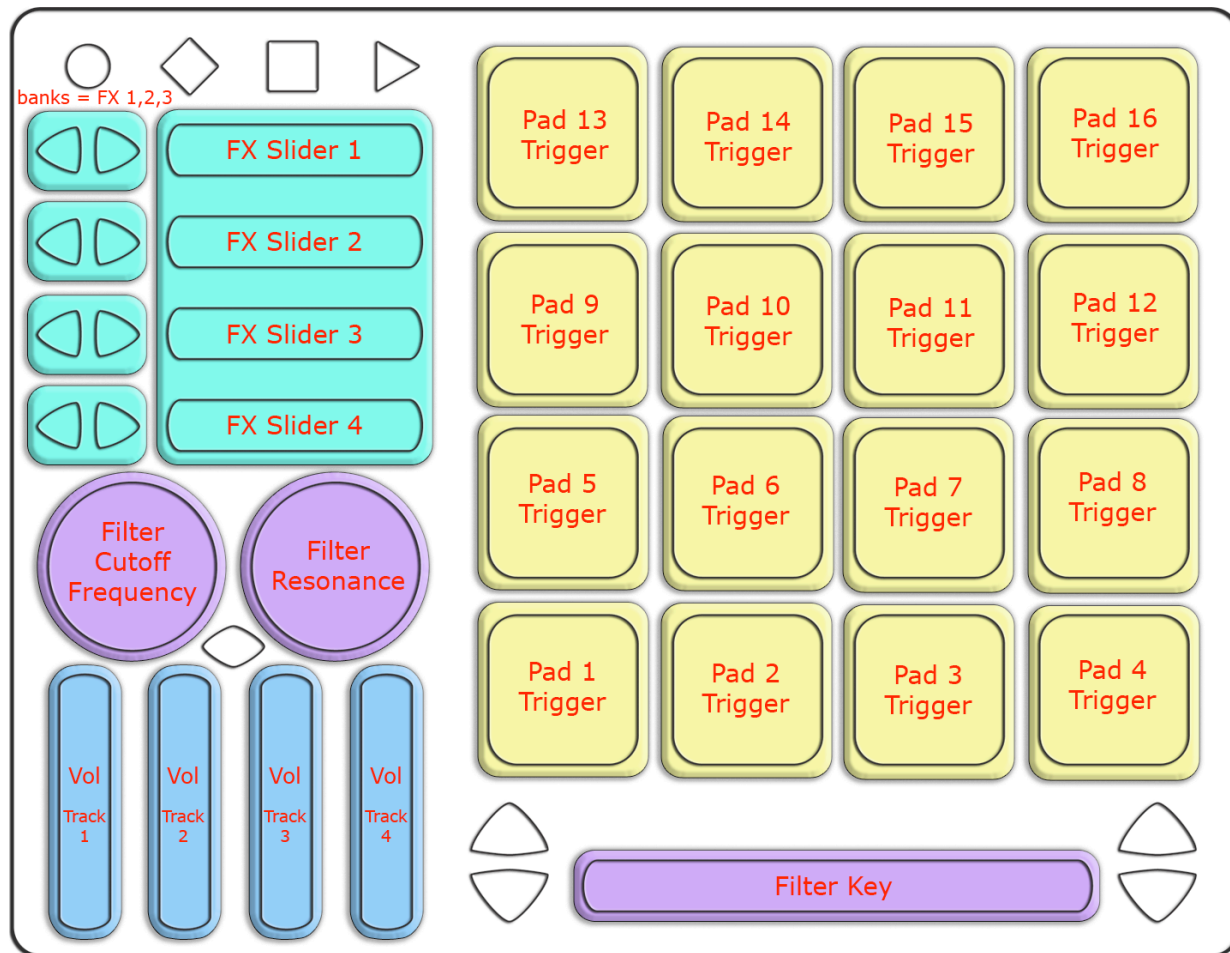 banks = FX 1,2,3
FX Slider 1
FX Slider 2
FX Slider 3
FX Slider 4
Filter
Cutoff
Frequency
Filter
Resonance
Vol
Track
1
Vol
Track
2
Vol
Track
3
Vol
Track
4
Pad 13
Trigger
Pad 14
Trigger
Pad 15
Trigger
Pad 16
Trigger
Pad 9
Trigger
Pad 10
Trigger
Pad 11
Trigger
Pad 12
Trigger
Pad 5
Trigger
Pad 6
Trigger
Pad 7
Trigger
Pad 8
Trigger
Pad 1
Trigger
Pad 2
Trigger
Pad 3
Trigger
Pad 4
Trigger
Filter Key